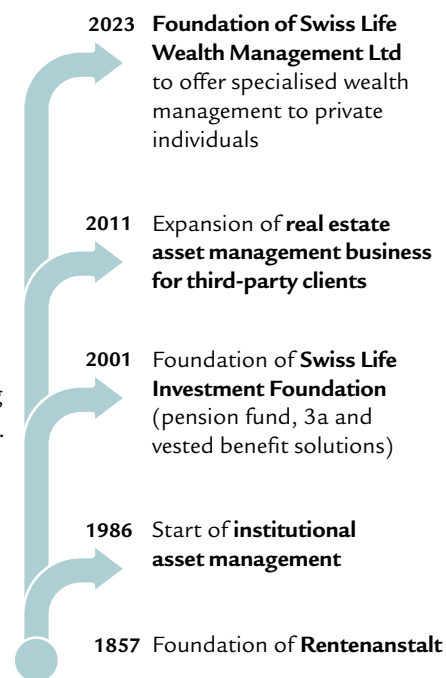 2023 Foundation of Swiss Life
Wealth Management Ltd
to offer specialised wealth
management to private
individuals
2011 Expansion of real estate
asset management business
for third-party clients
2001 Foundation of Swiss Life
Investment Foundation
(pension fund, 3a and
vested benefit solutions)
1986 Start of institutional
asset management
1857 Foundation of Rentenanstalt